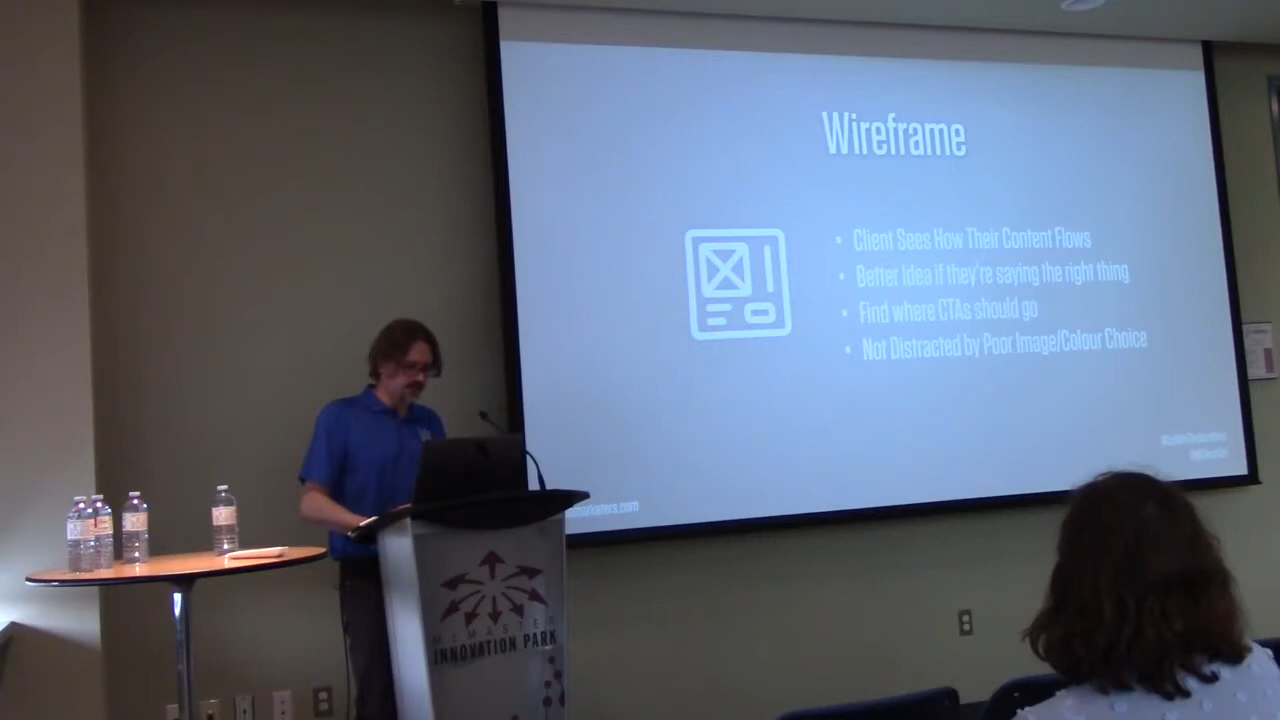 Wireframe
• Client Sees How Their Content Flows
• Better Idea if they're saying the right thing
• Find where CTAs should go
• Not Distracted by Poor Image/Colour Choice
marketers.com
MCMASTER
INNOVATION PARK